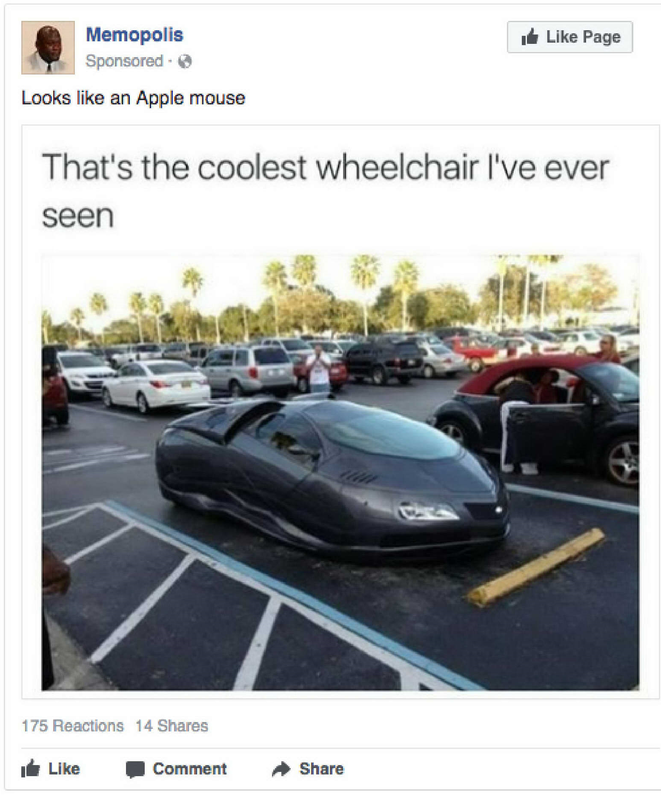 Memopolis
Like Page
Sponsored ·
Looks like an Apple mouse
That's the coolest wheelchair I've ever
seen
175 Reactions 14 Shares
Like Comment Share